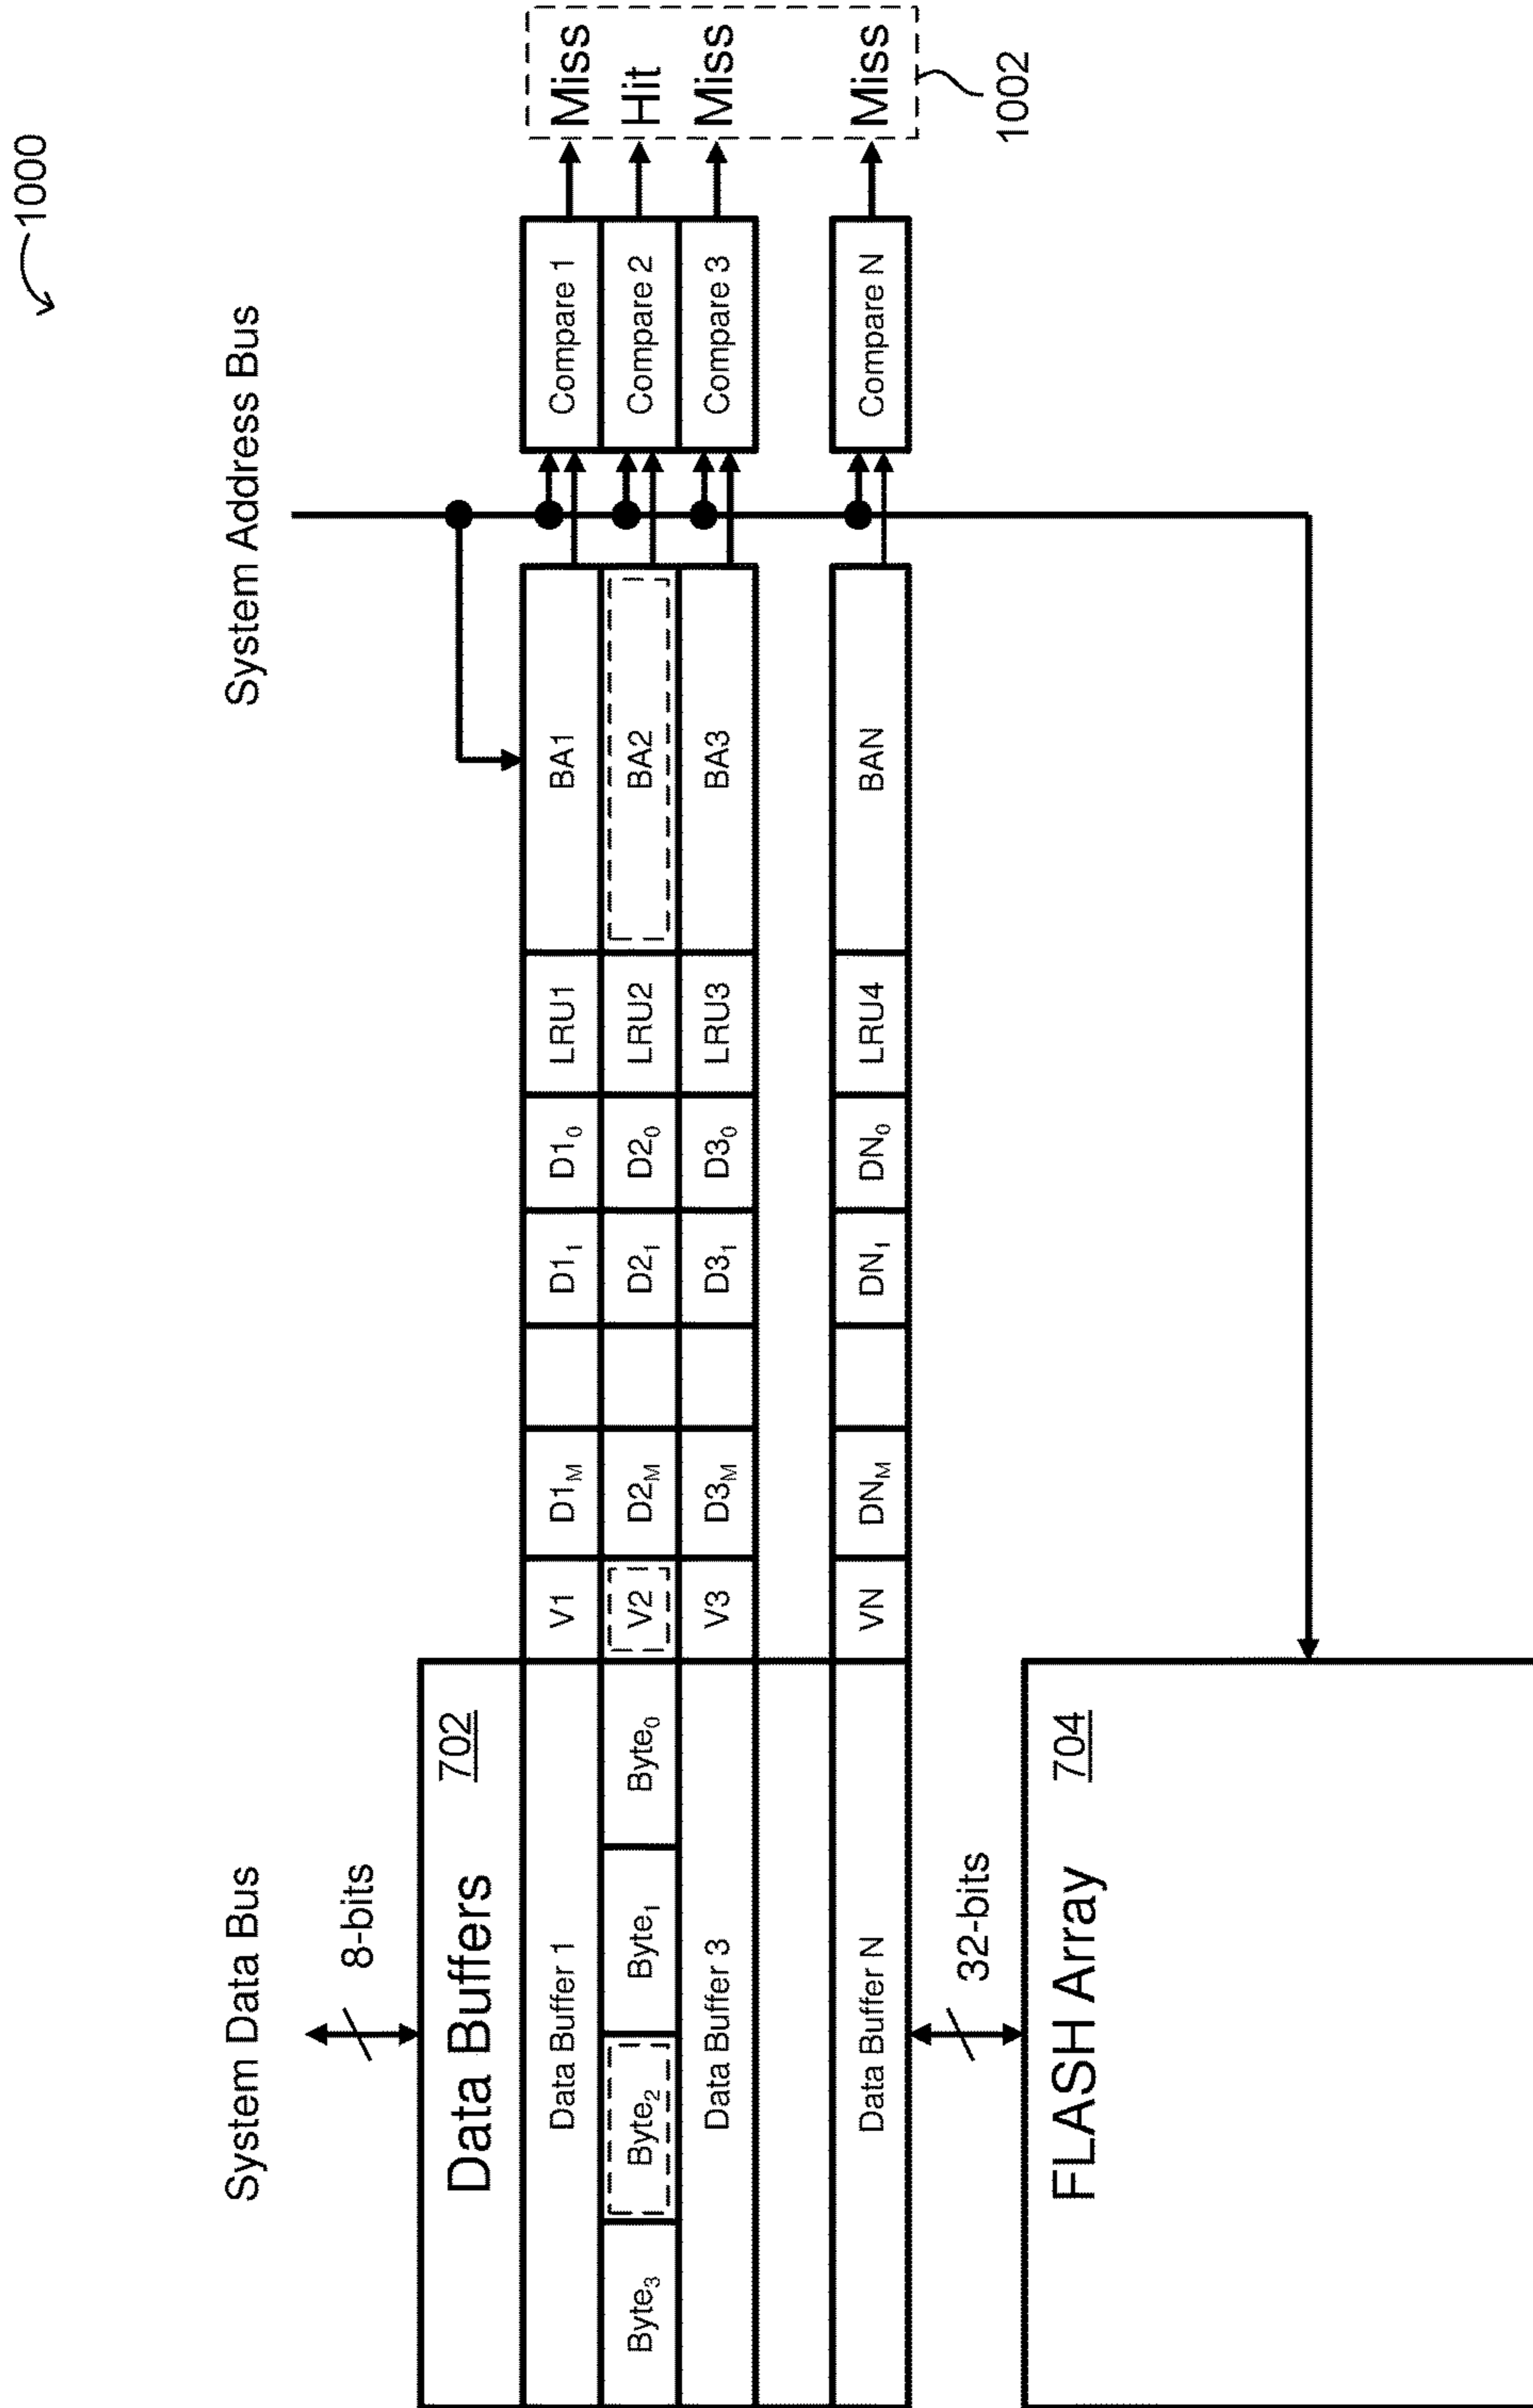 1000
System Data Bus
System Address Bus
8-bits
Data Buffers 702
Data Buffer 1 V1 D1M D11 D10 LRU1 BA1 Compare 1 Miss
Byte3 Byte2 Byte1 Byte0 V2 D2M D21 D20 LRU2 BA2 Compare 2 Hit
Data Buffer 3 V3 D3M D31 D30 LRU3 BA3 Compare 3 Miss
Data Buffer N VN DNM DN1 DN0 LRU4 BAN Compare N Miss
32-bits
1002
FLASH Array 704